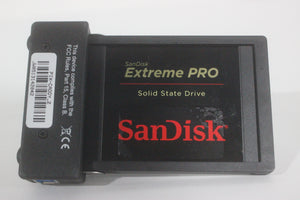 SanDisk
Extreme PRO
Solid State Drive
SanDisk
This device complies with the
FCC Rules, Part 15, Class B.